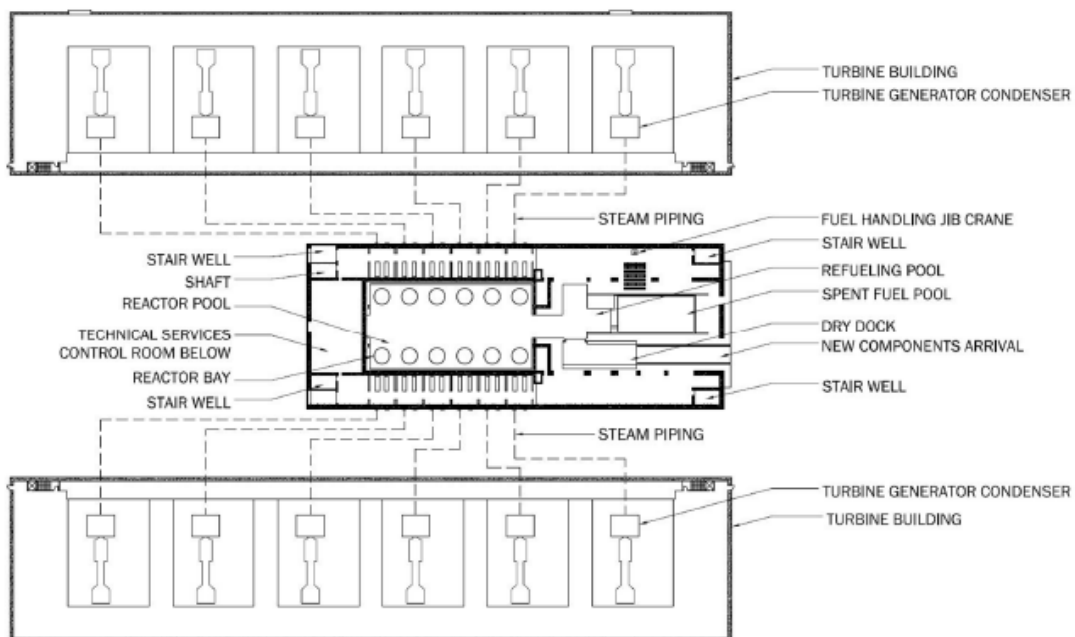 TURBINE BUILDING
TURBINE GENERATOR CONDENSER
STEAM PIPING
FUEL HANDLING JIB CRANE
STAIR WELL
STAIR WELL
SHAFT
REFUELING POOL
REACTOR POOL
SPENT FUEL POOL
TECHNICAL SERVICES
CONTROL ROOM BELOW
DRY DOCK
NEW COMPONENTS ARRIVAL
REACTOR BAY
STAIR WELL
STAIR WELL
STEAM PIPING
TURBINE GENERATOR CONDENSER
TURBINE BUILDING